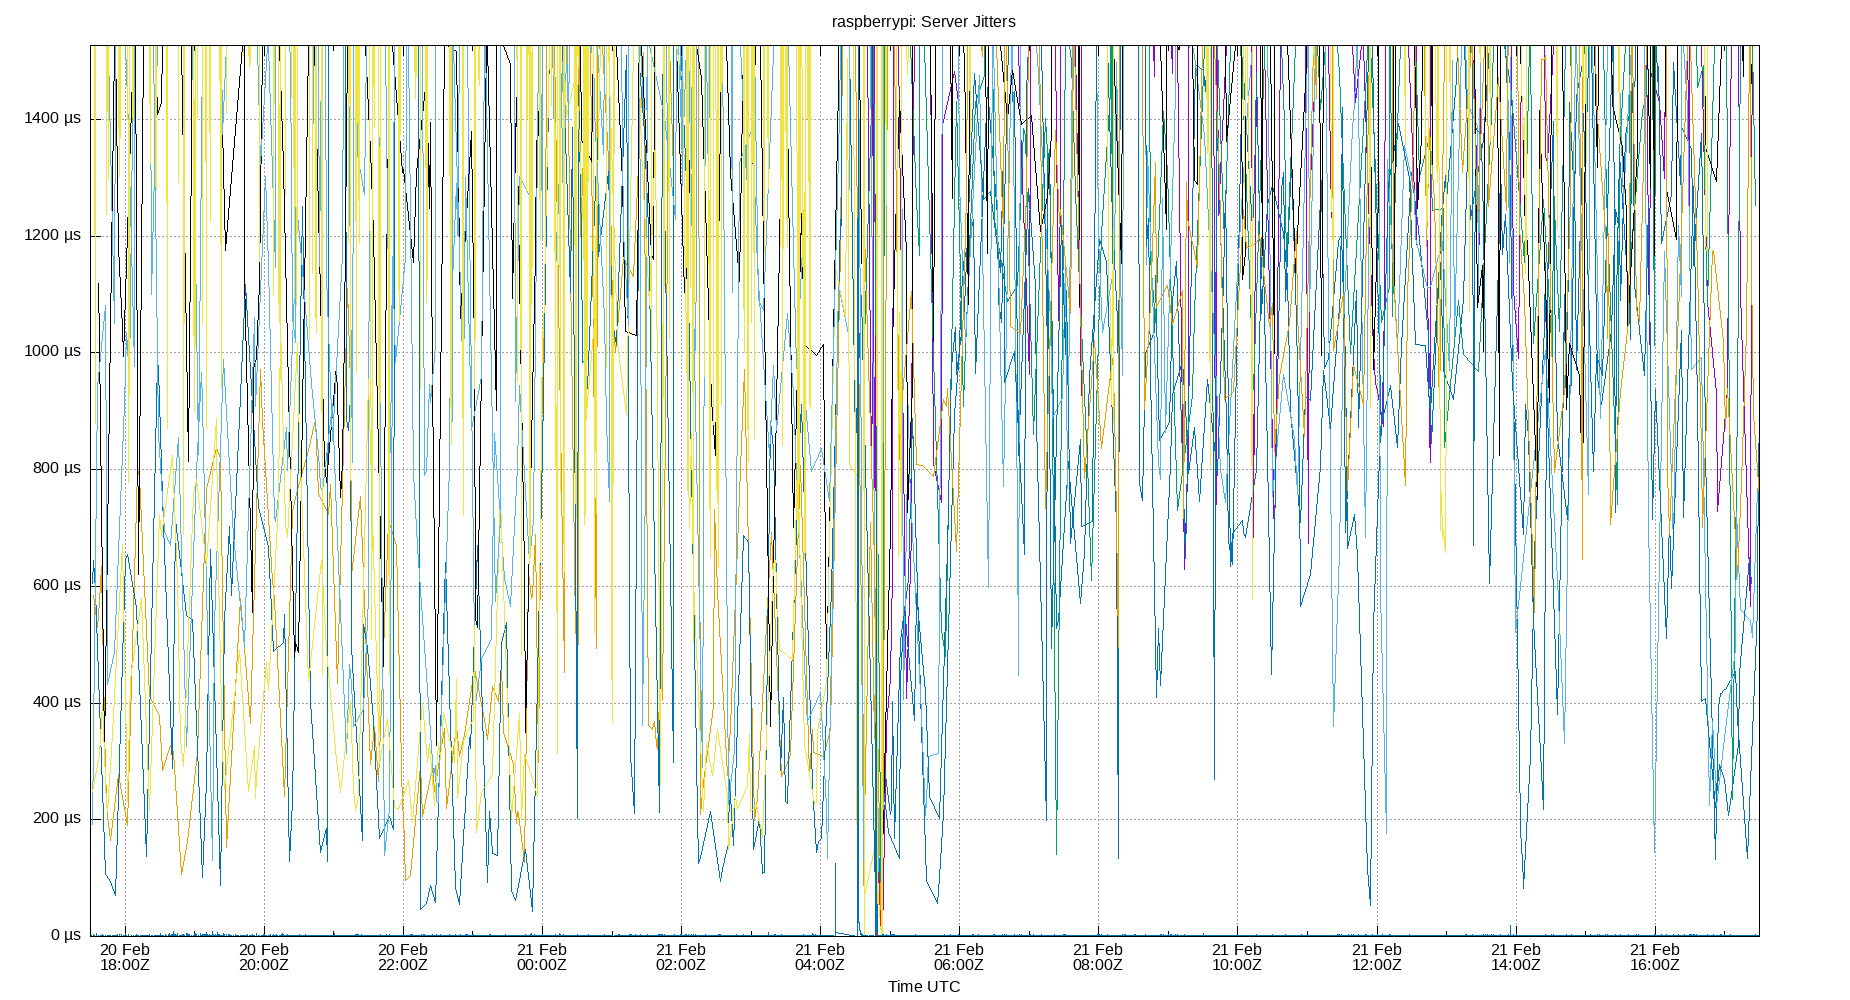 raspberrypi: Server Jitters
1400 µs
1200 µs
1000 µs
800 µs
600 µs
400 µs
200 µs
0 µs
20 Feb 20 Feb 20 Feb 21 Feb 21 Feb 21 Feb 21 Feb 21 Feb 21 Feb 21 Feb 21 Feb 21 Feb
18:00Z 20:00Z 22:00Z 00:00Z 02:00Z 04:00Z 06:00Z 08:00Z 10:00Z 12:00Z 14:00Z 16:00Z
Time UTC